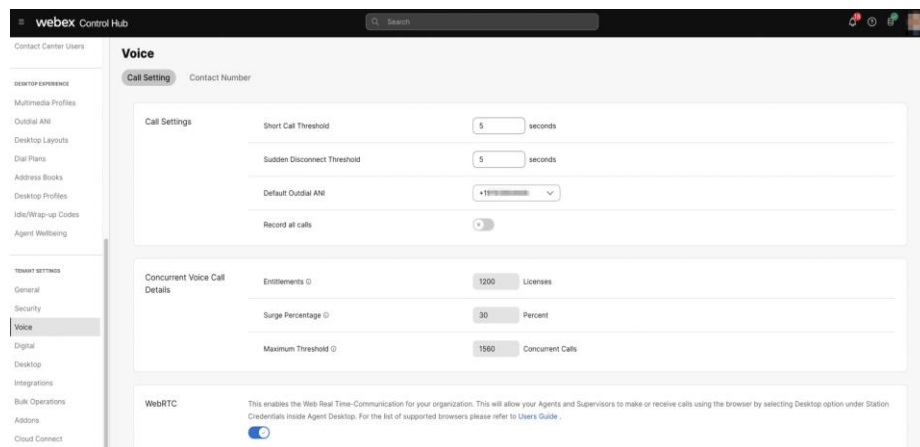 webex Control Hub
Search
Contact Center Users
DESKTOP EXPERIENCE
Multimedia Profiles
Outdial ANI
Desktop Layouts
Dial Plans
Address Books
Desktop Profiles
Idle/Wrap-up Codes
Agent Wellbeing
TENANT SETTINGS
General
Security
Voice
Digital
Desktop
Integrations
Bulk Operations
Addons
Cloud Connect
Voice
Call Setting Contact Number
Call Settings
Short Call Threshold 5 seconds
Sudden Disconnect Threshold 5 seconds
Default Outdial ANI
Record all calls
Concurrent Voice Call
Details
Entitlements 1200 Licenses
Surge Percentage 30 Percent
Maximum Threshold 1560 Concurrent Calls
WebRTC
This enables the Web Real Time-Communication for your organization. This will allow your Agents and Supervisors to make or receive calls using the browser by selecting Desktop option under Station
Credentials inside Agent Desktop. For the list of supported browsers please refer to Users Guide .